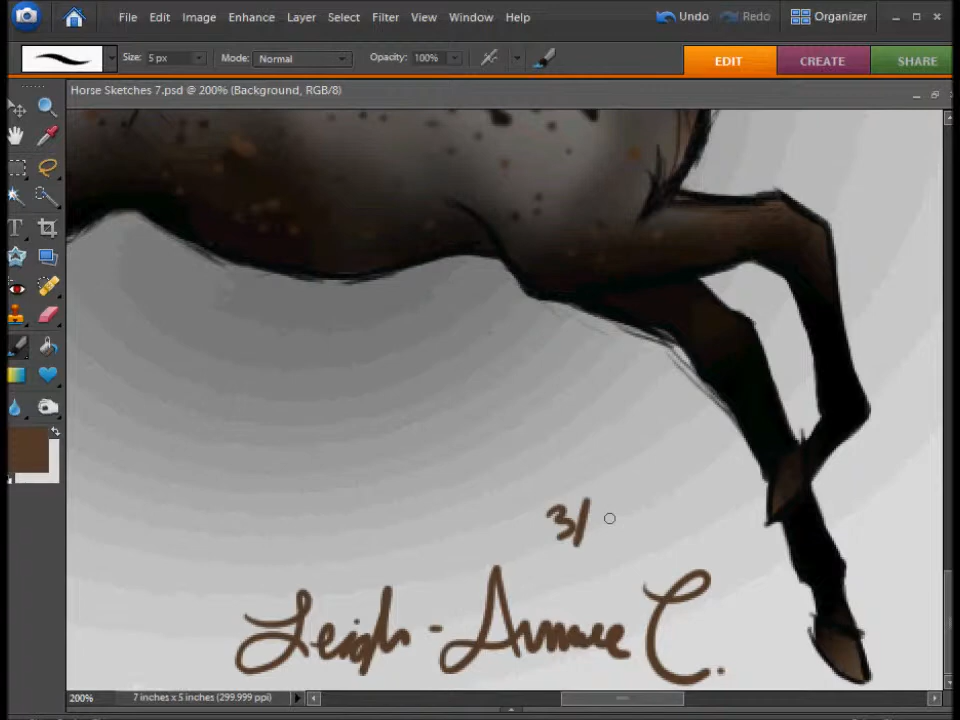 File Edit Image Enhance Layer Select Filter View Window Help Undo Redo Organizer
Size: 5 px Mode: Normal Opacity: 100% EDIT CREATE SHARE
Horse Sketches 7.psd @ 200% (Background, RGB/8)
T
3/
Leigh-Annae C.
200% 7 inches x 5 inches (299.999 ppi)